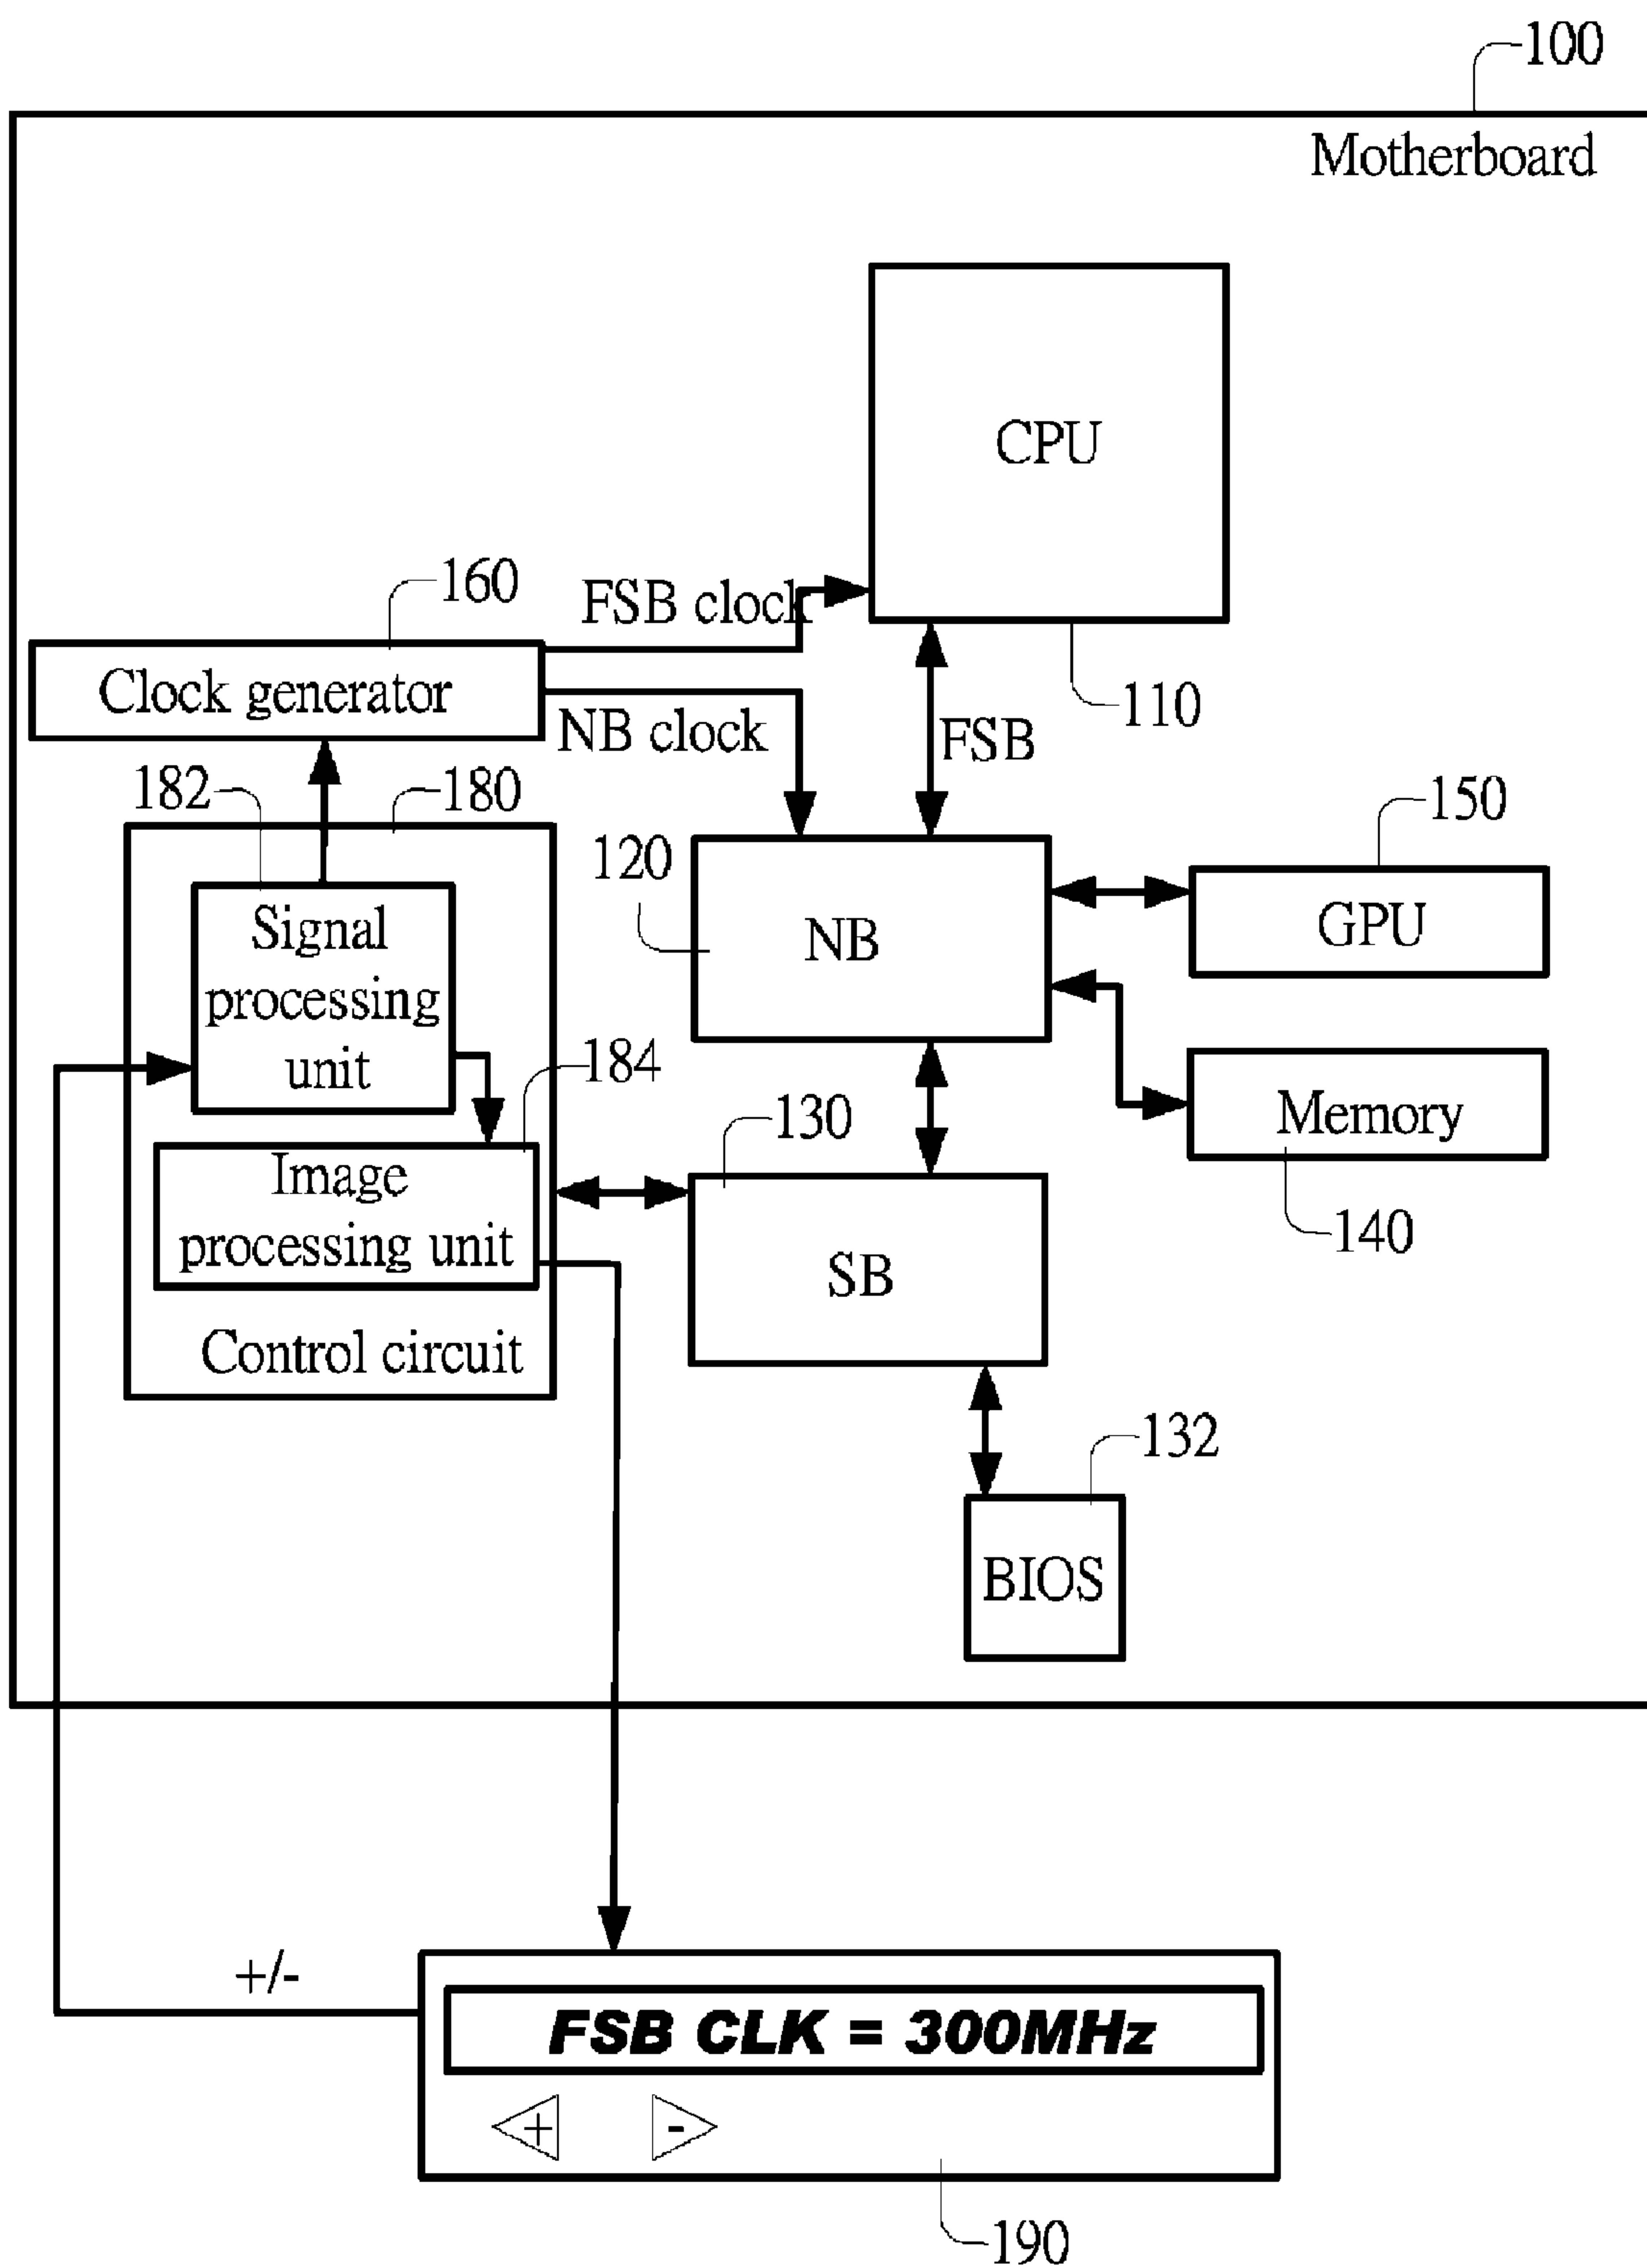 100
Motherboard
CPU
160
FSB clock
Clock generator
NB clock
110
FSB
182
180
150
120
Signal
processing
unit
NB
GPU
184
130
Memory
Image
processing unit
140
SB
Control circuit
132
BIOS
+/-
FSB CLK = 300MHz
+
-
190